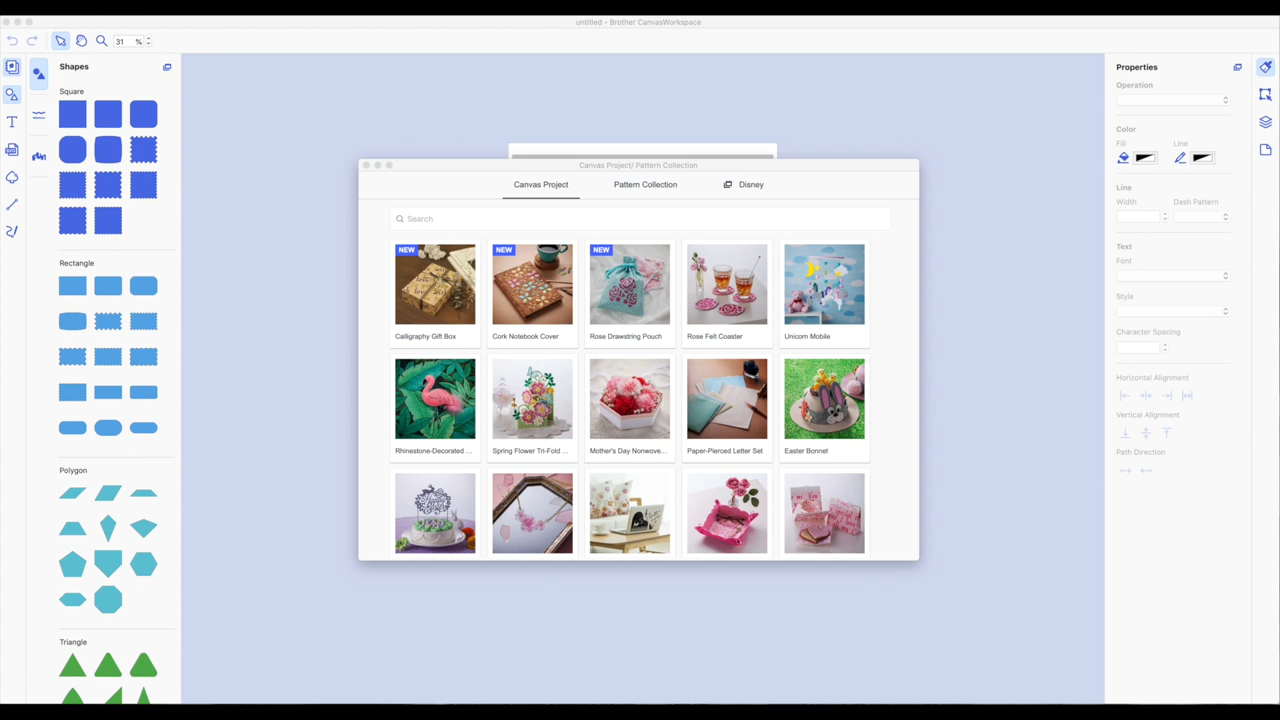 untitled - Brother CanvasWorkspace
31 %
Shapes
Square
Rectangle
Polygon
Triangle
Canvas Project/ Pattern Collection
Canvas Project
Pattern Collection
Disney
Search
NEW
NEW
NEW
Calligraphy Gift Box
Cork Notebook Cover
Rose Drawstring Pouch
Rose Felt Coaster
Unicorn Mobile
Rhinestone-Decorated ...
Spring Flower Tri-Fold ...
Mother's Day Nonwove...
Paper-Pierced Letter Set
Easter Bonnet
Properties
Operation
Color
Fill
Line
Line
Width
Dash Pattern
Text
Font
Style
Character Spacing
Horizontal Alignment
Vertical Alignment
Path Direction